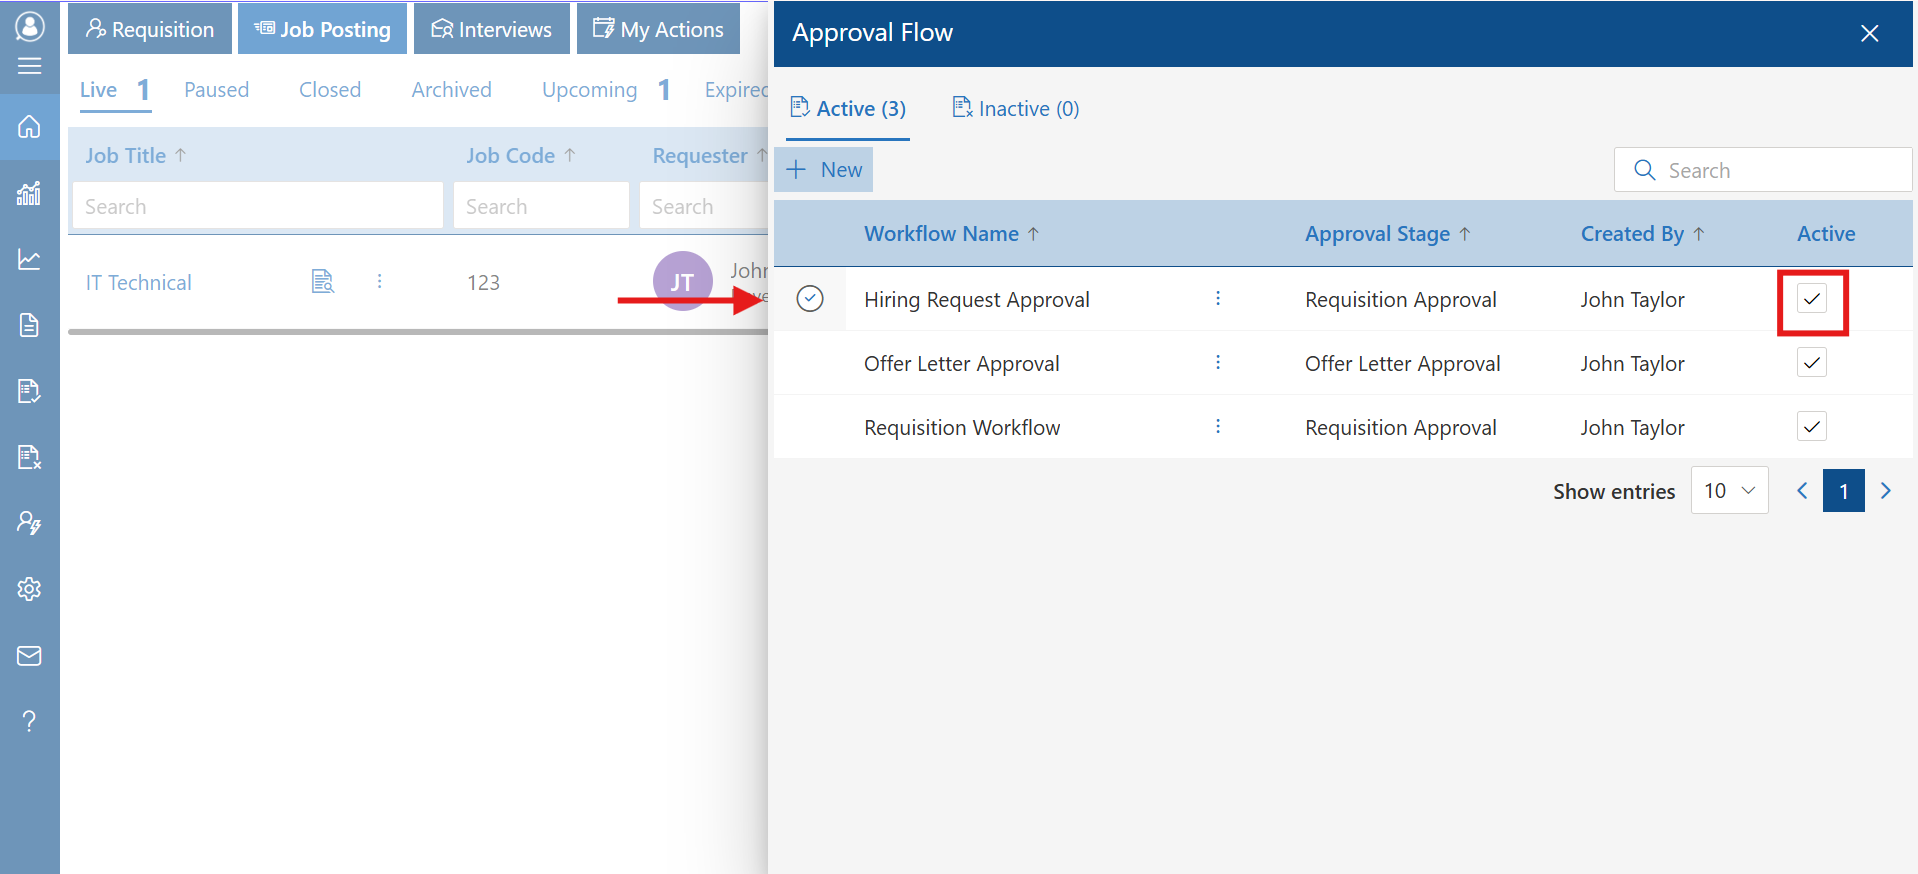 Requisition
Job Posting
Interviews
My Actions
Live 1
Paused
Closed
Archived
Upcoming 1
Expired
Job Title
Job Code
Requester
Search
Search
Search
IT Technical
123
JT
Approval Flow
Active (3)
Inactive (0)
New
Search
Workflow Name
Approval Stage
Created By
Active
Hiring Request Approval
Requisition Approval
John Taylor
Offer Letter Approval
Offer Letter Approval
John Taylor
Requisition Workflow
Requisition Approval
John Taylor
Show entries
10
1